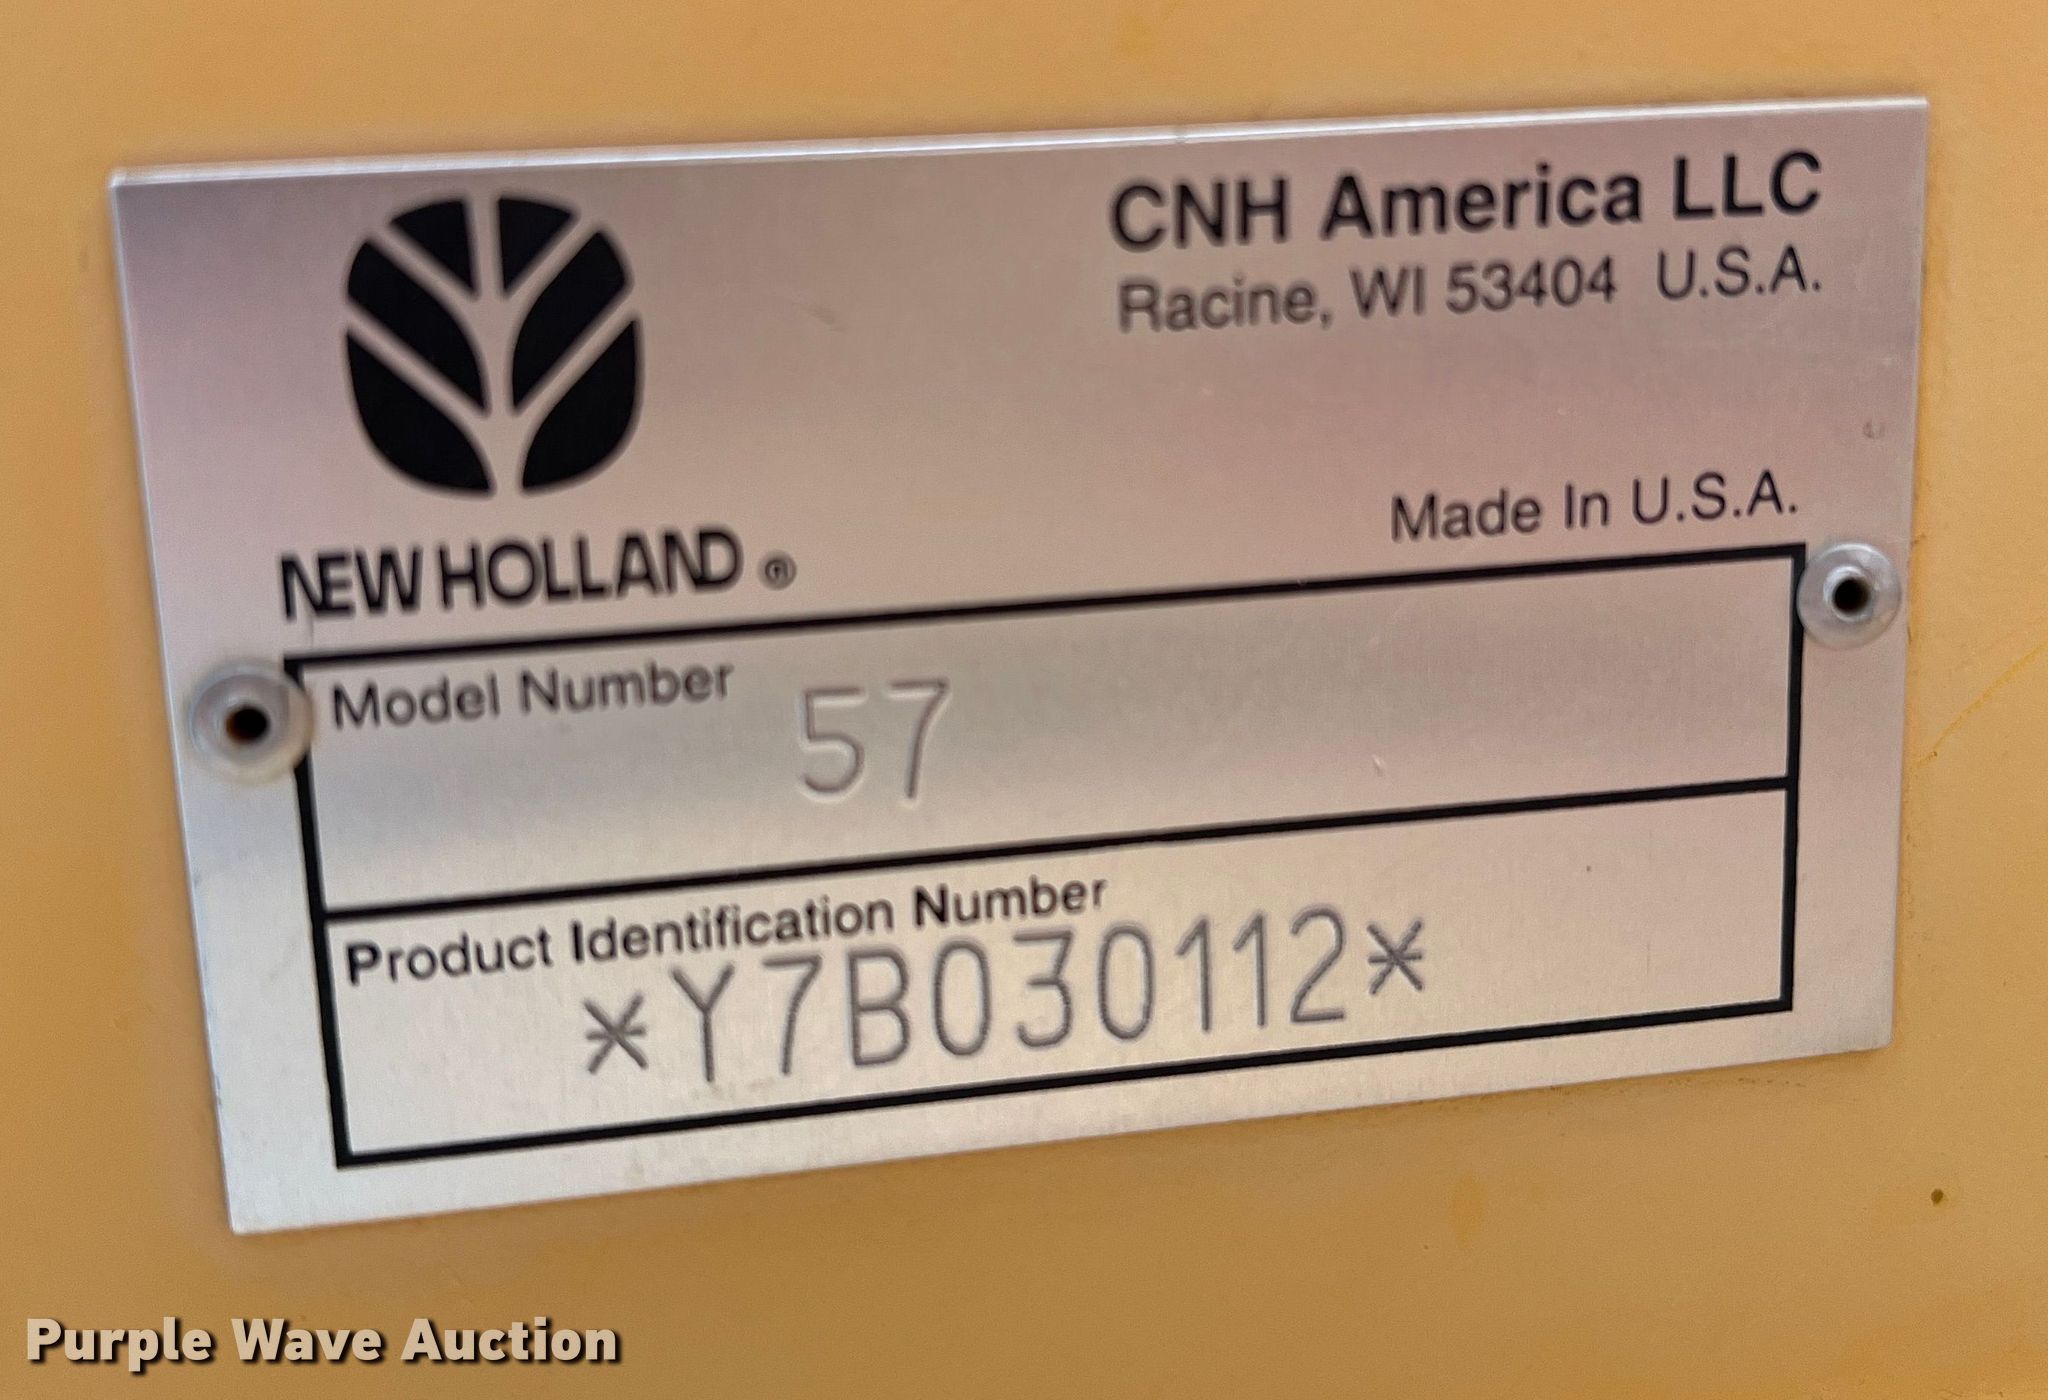 CNH America LLC
Racine, WI 53404 U.S.A.
Made In U.S.A.
NEW HOLLAND ®
Model Number 57
Product Identification Number
*Y7B030112*
Purple Wave Auction